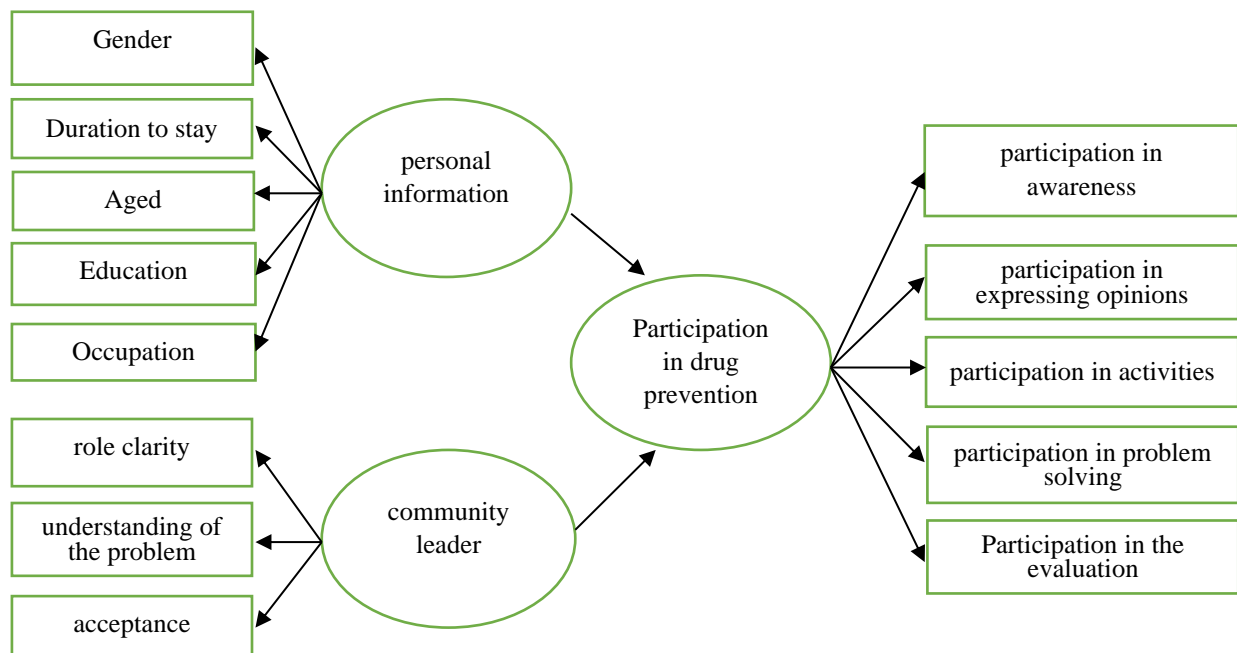 Gender
Duration to stay
Aged
Education
Occupation
role clarity
understanding of
the problem
acceptance
personal
information
community
leader
Participation
in drug
prevention
participation in
awareness
participation in
expressing opinions
participation in activities
participation in problem
solving
Participation in the
evaluation